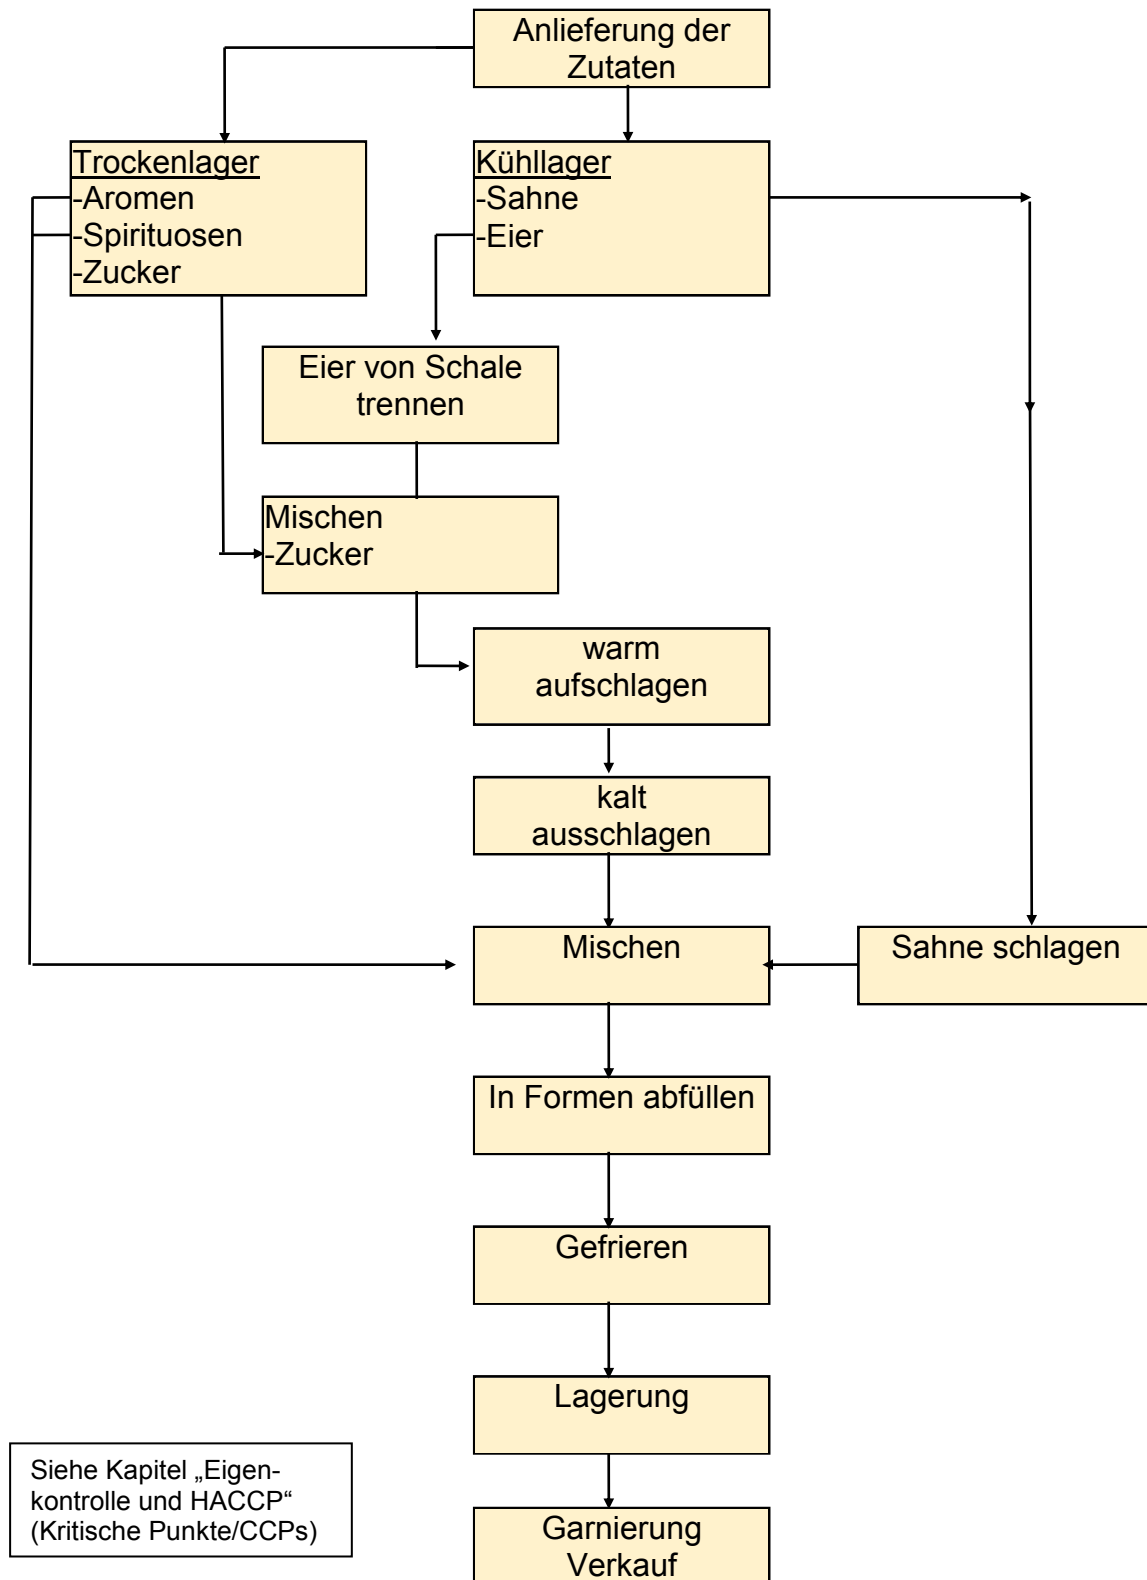 Anlieferung der
Zutaten
Trockenlager
-Aromen
-Spirituosen
-Zucker
Kühllager
-Sahne
-Eier
Eier von Schale
trennen
Mischen
-Zucker
warm
aufschlagen
kalt
ausschlagen
Mischen
Sahne schlagen
In Formen abfüllen
Gefrieren
Lagerung
Siehe Kapitel „Eigen-
kontrolle und HACCP“
(Kritische Punkte/CCPs)
Garnierung
Verkauf